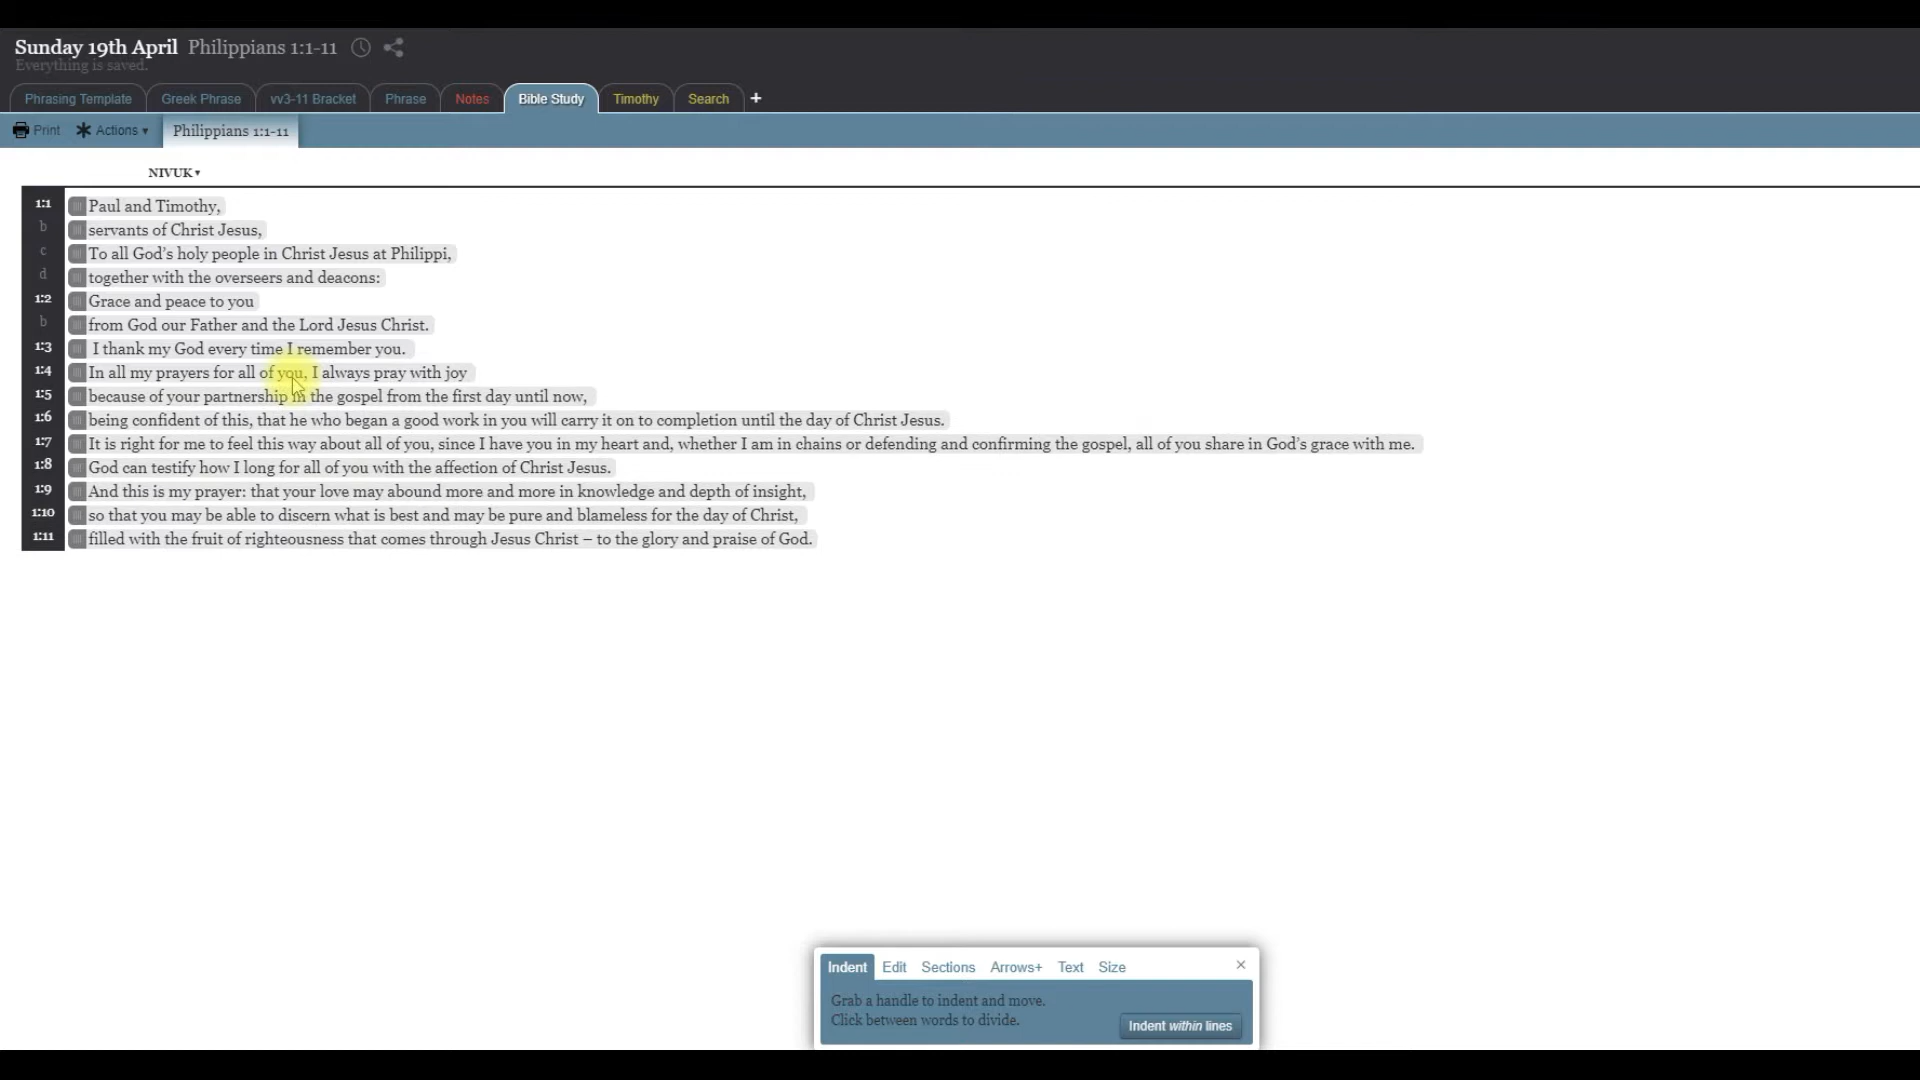 Sunday 19th April Philippians 1:1-11
Everything is saved.
Phrasing Template Greek Phrase vv3-11 Bracket Phrase Notes Bible Study Timothy Search +
Print Actions ▾ Philippians 1:1-11
NIVUK ▾
1:1 Paul and Timothy,
b servants of Christ Jesus,
c To all God’s holy people in Christ Jesus at Philippi,
d together with the overseers and deacons:
1:2 Grace and peace to you
b from God our Father and the Lord Jesus Christ.
1:3 I thank my God every time I remember you.
1:4 In all my prayers for all of you, I always pray with joy
1:5 because of your partnership in the gospel from the first day until now,
1:6 being confident of this, that he who began a good work in you will carry it on to completion until the day of Christ Jesus.
1:7 It is right for me to feel this way about all of you, since I have you in my heart and, whether I am in chains or defending and confirming the gospel, all of you share in God’s grace with me.
1:8 God can testify how I long for all of you with the affection of Christ Jesus.
1:9 And this is my prayer: that your love may abound more and more in knowledge and depth of insight,
1:10 so that you may be able to discern what is best and may be pure and blameless for the day of Christ,
1:11 filled with the fruit of righteousness that comes through Jesus Christ – to the glory and praise of God.
Indent Edit Sections Arrows+ Text Size ×
Grab a handle to indent and move.
Click between words to divide.
Indent within lines